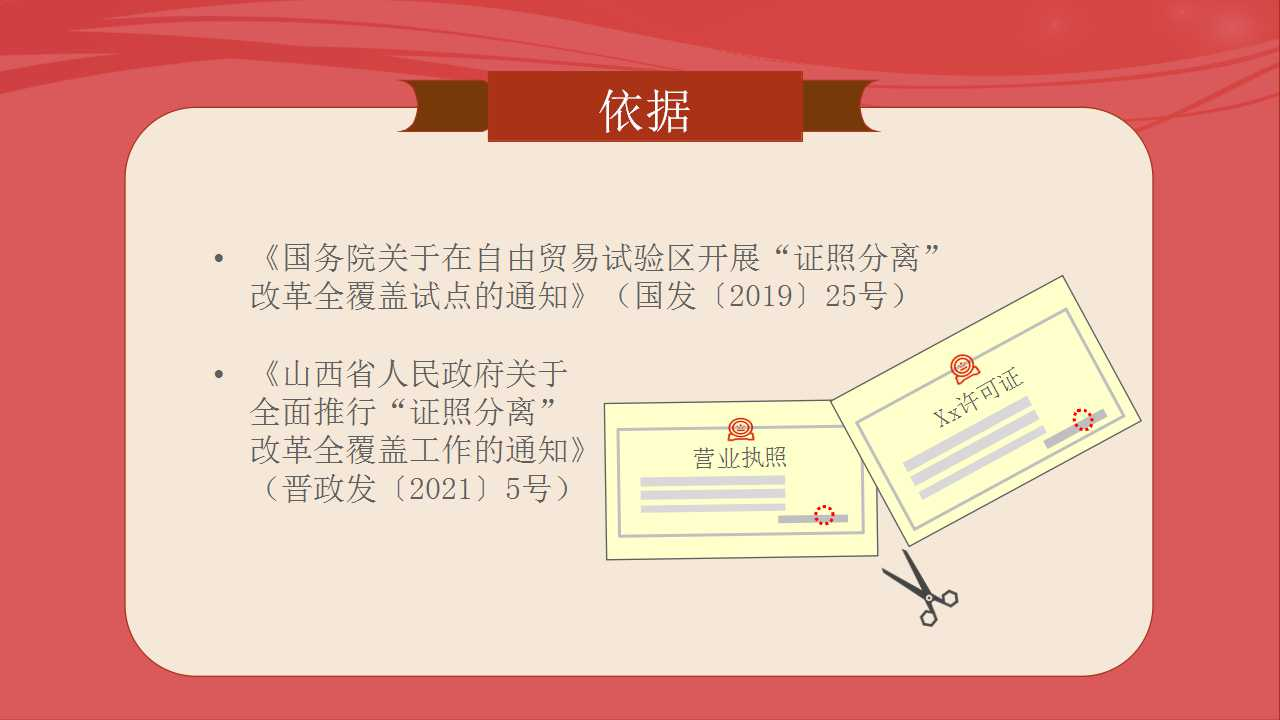 依据
• 《国务院关于在自由贸易试验区开展“证照分离”
改革全覆盖试点的通知》（国发〔2019〕25号）
• 《山西省人民政府关于
全面推行“证照分离”
改革全覆盖工作的通知》
（晋政发〔2021〕5号）
营业执照
Xx许可证